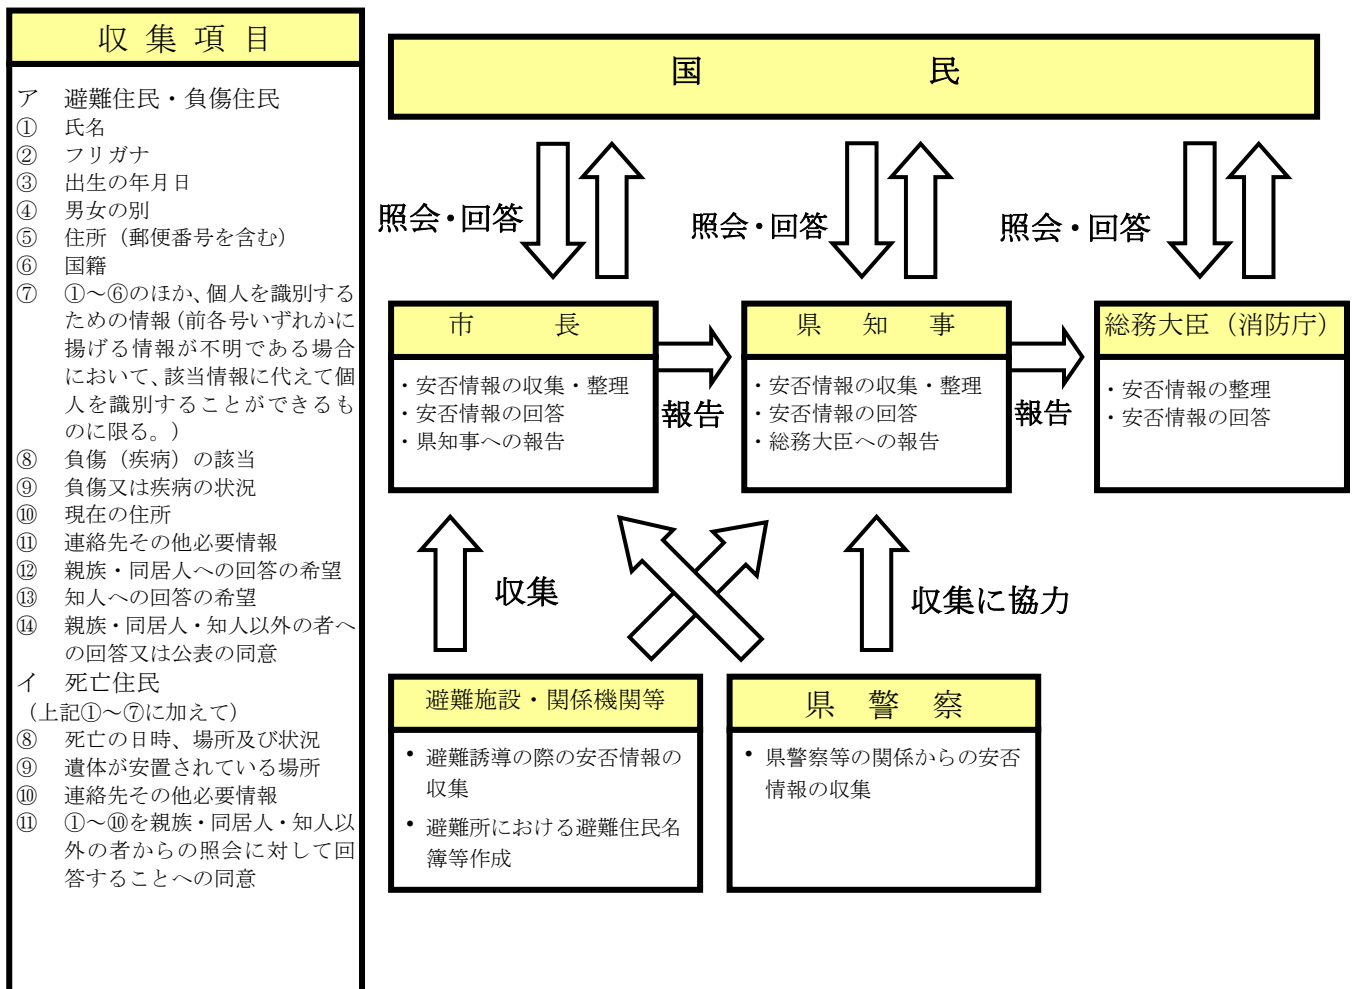 収集項目
ア 避難住民・負傷住民
① 氏名
② フリガナ
③ 出生の年月日
④ 男女の別
⑤ 住所（郵便番号を含む）
⑥ 国籍
⑦ ①～⑥のほか、個人を識別する
ための情報（前各号いずれかに
揚げる情報が不明である場合
において、該当情報に代えて個
人を識別することができるも
のに限る。）
⑧ 負傷（疾病）の該当
⑨ 負傷又は疾病の状況
⑩ 現在の住所
⑪ 連絡先その他必要情報
⑫ 親族・同居人への回答の希望
⑬ 知人への回答の希望
⑭ 親族・同居人・知人以外の者へ
の回答又は公表の同意
イ 死亡住民
（上記①～⑦に加えて）
⑧ 死亡の日時、場所及び状況
⑨ 遺体が安置されている場所
⑩ 連絡先その他必要情報
⑪ ①～⑩を親族・同居人・知人以
外の者からの照会に対して回
答することへの同意
国民
照会・回答
照会・回答
照会・回答
市長
・安否情報の収集・整理
・安否情報の回答
・県知事への報告
報告
県知事
・安否情報の収集・整理
・安否情報の回答
・総務大臣への報告
報告
総務大臣（消防庁）
・安否情報の整理
・安否情報の回答
収集
収集に協力
避難施設・関係機関等
・避難誘導の際の安否情報の
収集
・避難所における避難住民名
簿等作成
県警察
・県警察等の関係からの安否
情報の収集